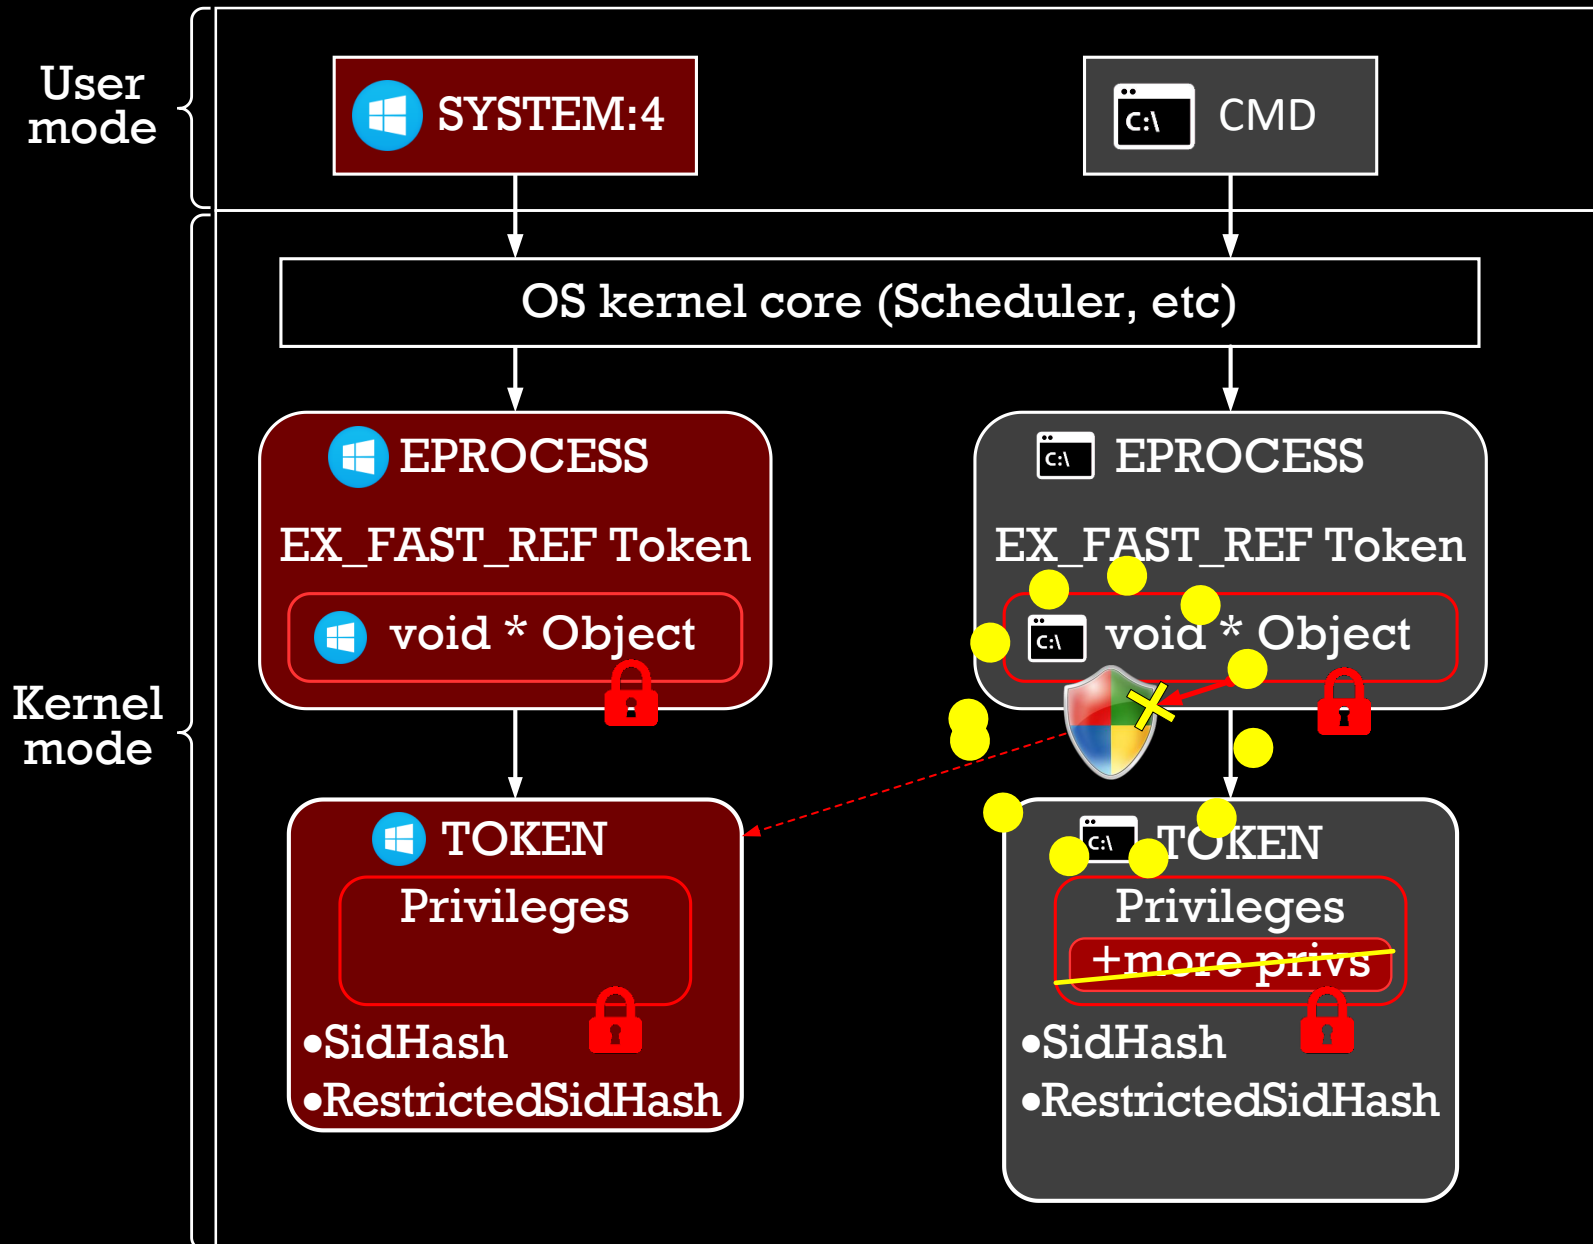 User
mode
SYSTEM:4
C:\ CMD
OS kernel core (Scheduler, etc)
Kernel
mode
EPROCESS
EX_FAST_REF Token
void * Object
C:\ EPROCESS
EX_FAST_REF Token
C:\ void * Object
TOKEN
Privileges
•SidHash
•RestrictedSidHash
C:\ TOKEN
Privileges
+more privs
•SidHash
•RestrictedSidHash